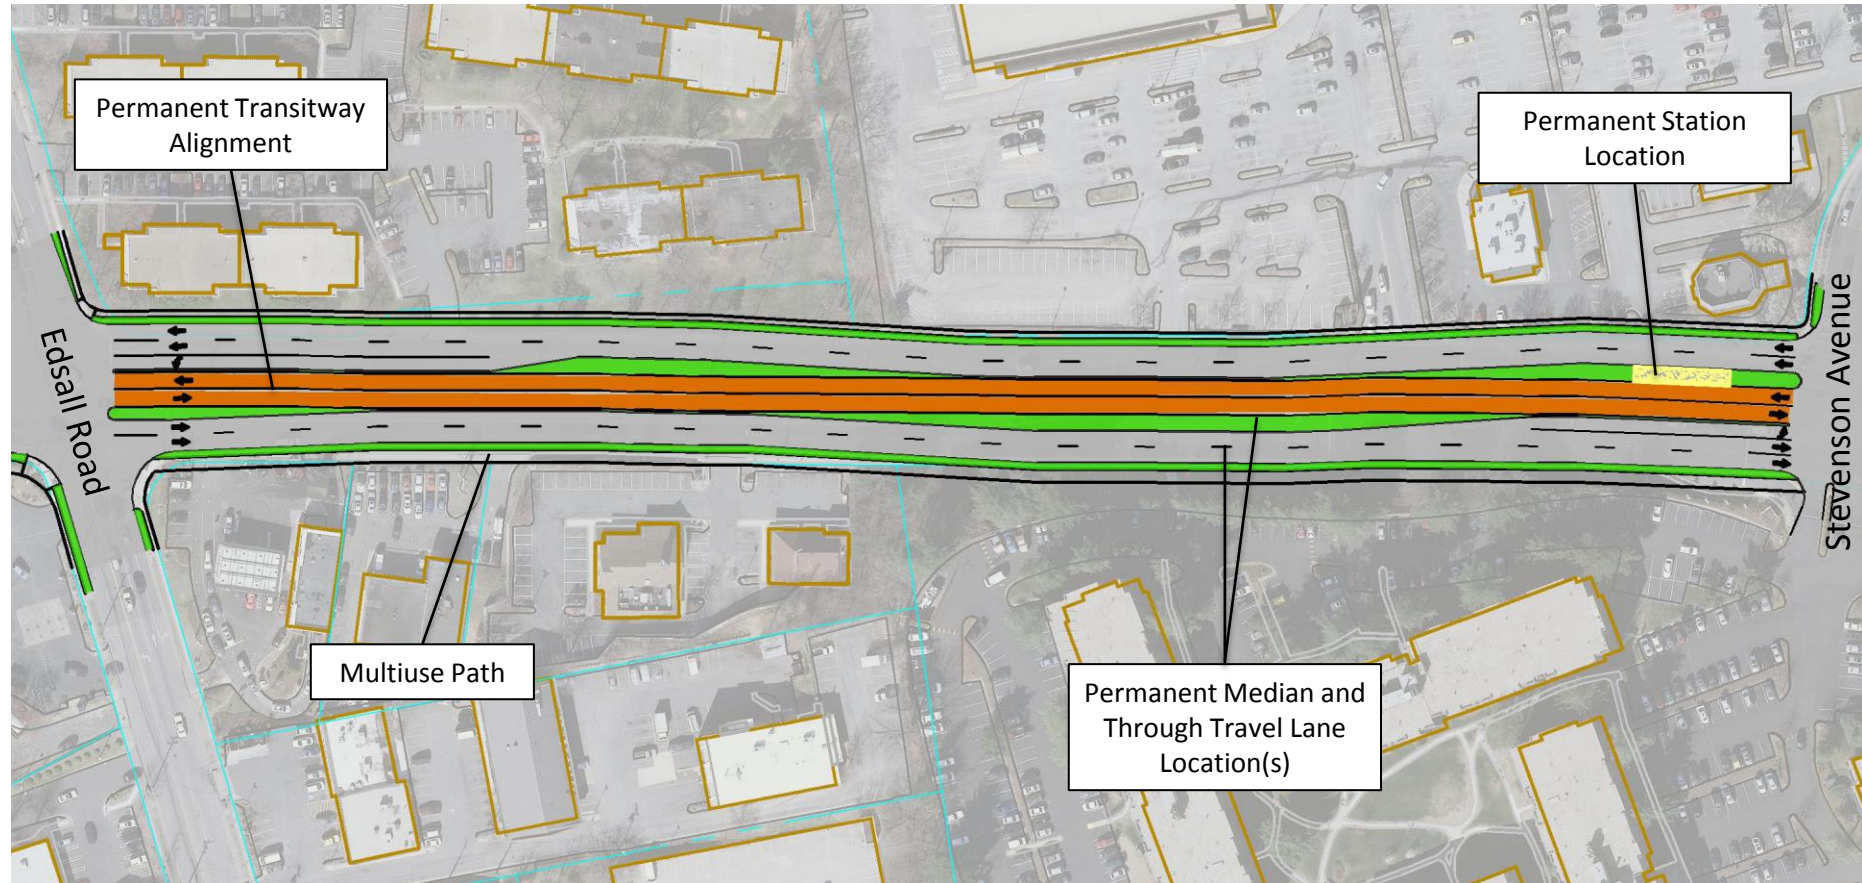 Permanent Transitway
Alignment
Permanent Station
Location
Edsall Road
Stevenson Avenue
Multiuse Path
Permanent Median and
Through Travel Lane
Location(s)